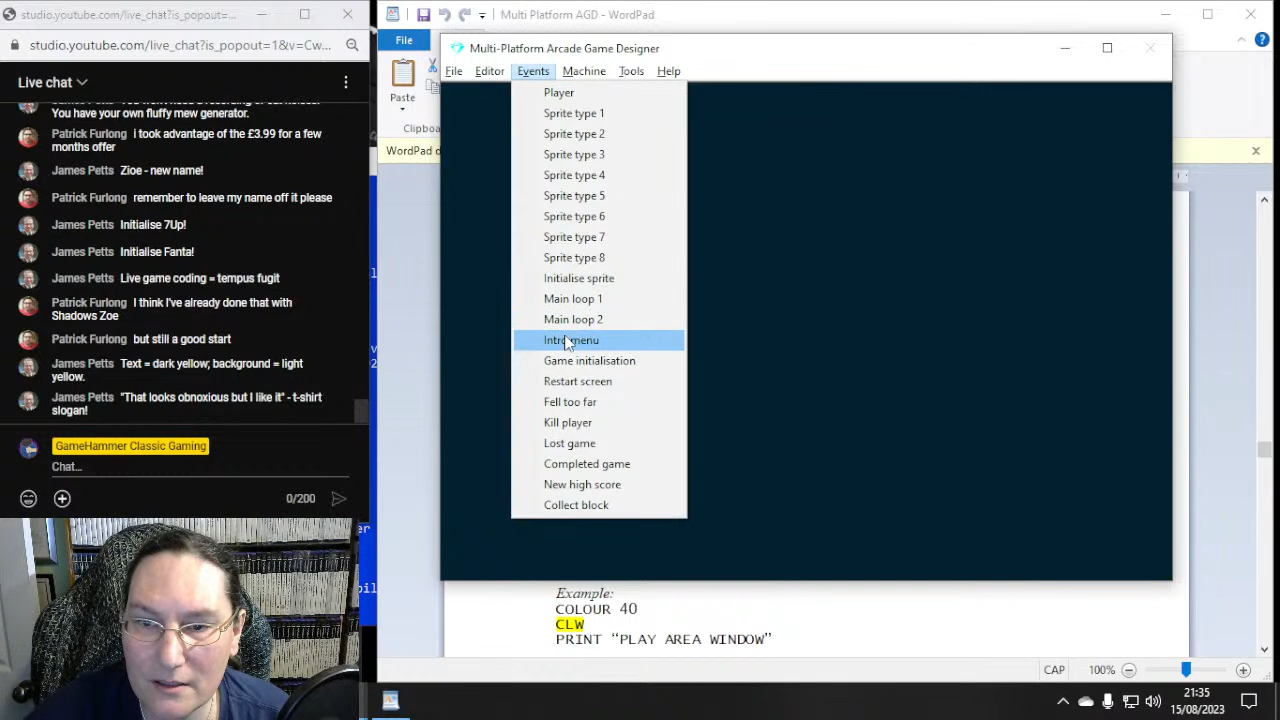 studio.youtube.com/live_chat?is_popout=...
studio.youtube.com/live_chat?is_popout=1&v=Cw...
Live chat
You have your own fluffy mew generator.
Patrick Furlong i took advantage of the £3.99 for a few
months offer
James Petts Zioe - new name!
Patrick Furlong remember to leave my name off it please
James Petts Initialise 7Up!
James Petts Initialise Fanta!
James Petts Live game coding = tempus fugit
Patrick Furlong I think I've already done that with
Shadows Zoe
Patrick Furlong but still a good start
James Petts Text = dark yellow; background = light
yellow.
James Petts "That looks obnoxious but I like it" - t-shirt
slogan!
GameHammer Classic Gaming
Chat...
0/200
Multi Platform AGD - WordPad
File
Paste
Clipbo
WordPad d
Multi-Platform Arcade Game Designer
File Editor Events Machine Tools Help
Player
Sprite type 1
Sprite type 2
Sprite type 3
Sprite type 4
Sprite type 5
Sprite type 6
Sprite type 7
Sprite type 8
Initialise sprite
Main loop 1
Main loop 2
Intro menu
Game initialisation
Restart screen
Fell too far
Kill player
Lost game
Completed game
New high score
Collect block
Example:
COLOUR 40
CLW
PRINT “PLAY AREA WINDOW”
CAP 100%
21:35
15/08/2023